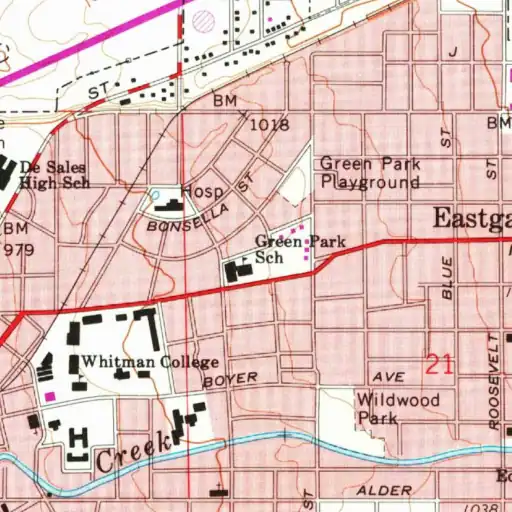 J
ST
BM
1018
BM
ST
ST
De Sales
High Sch
Green Park
Playground
Hosp
ST
BONSELLA
BM
979
Eastga
Green Park
Sch
BLUE
Whitman College
21
BOYER
AVE
ROOSEVELT
Wildwood
Park
Creek
ST
ALDER
1038